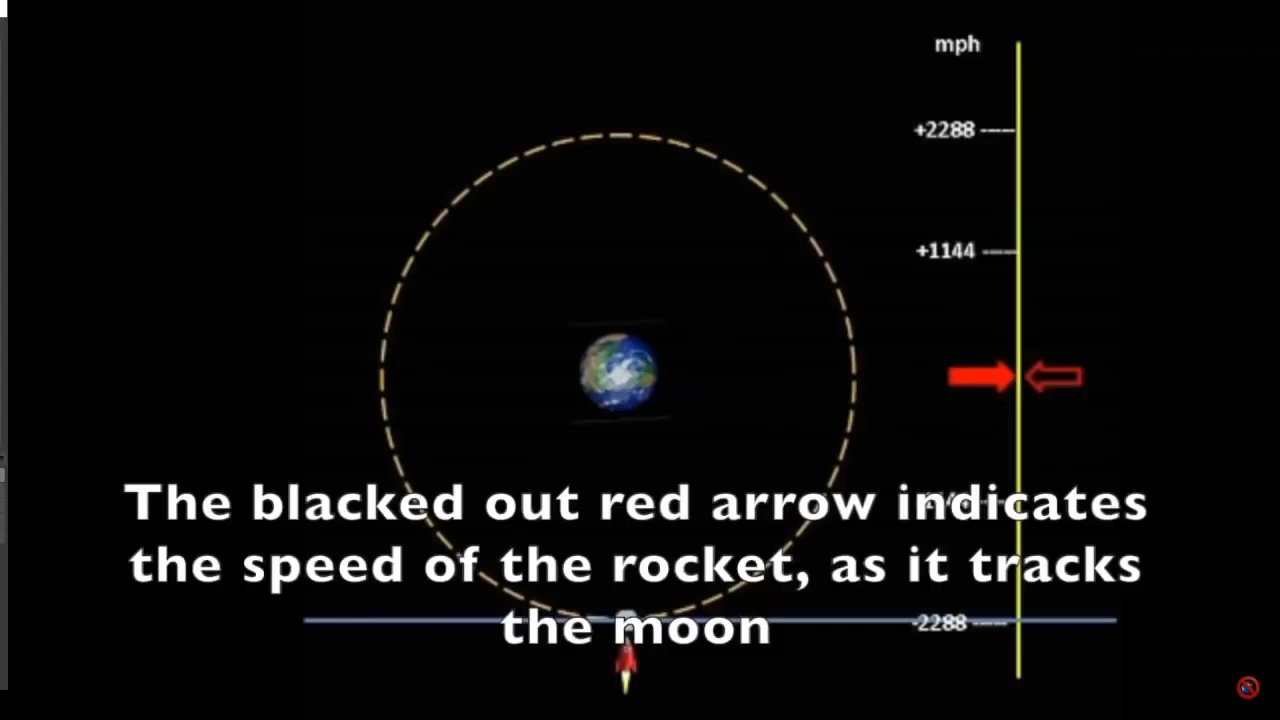 mph
+2288
+1144
The blacked out red arrow indicates
the speed of the rocket, as it tracks
the moon
-2288